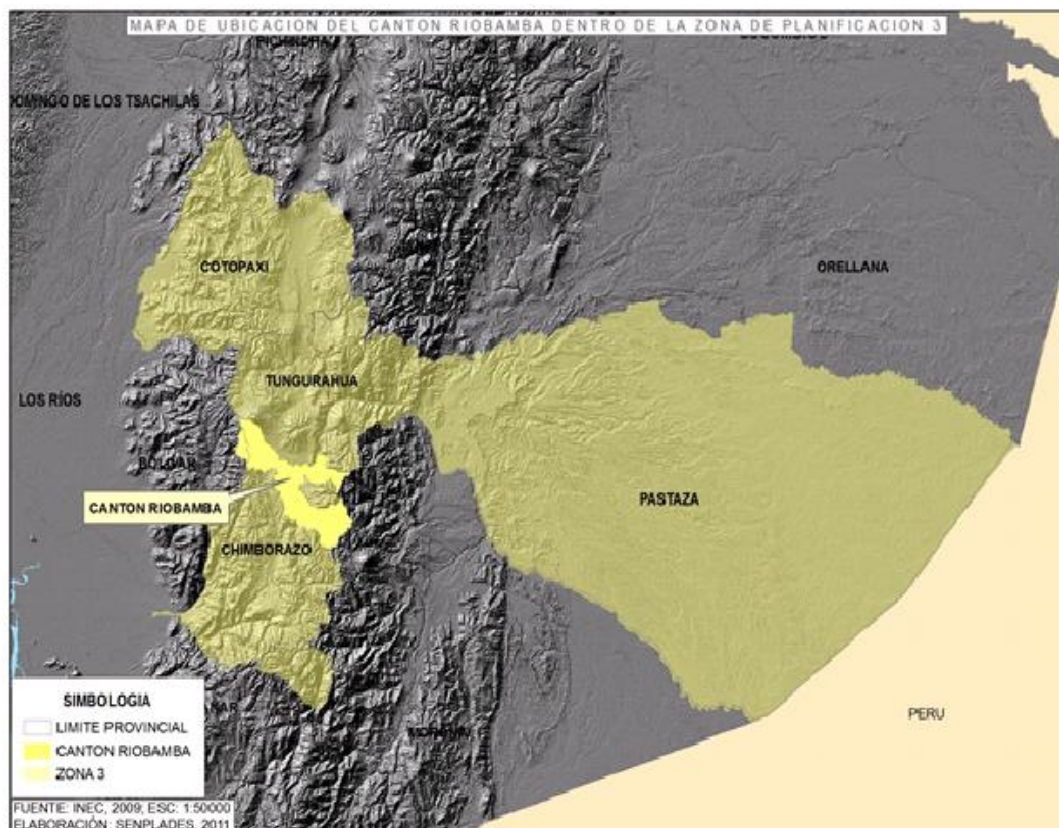 MAPA DE UBICACION DEL CANTON RIOBAMBA DENTRO DE LA ZONA DE PLANIFICACION 3
DOMINGO DE LOS TSACHILAS
COTOPAXI
ORELLANA
TUNGURAHUA
LOS RÍOS
CANTON RIOBAMBA
PASITAZA
CHIMBORAZO
PERU
SIMBOLOGIA
LIMITE PROVINCIAL
CANTON RIOBAMBA
ZONA 3
FUENTE: INEC, 2009; ESC: 1:50000
ELABORACIÓN: SENPLADES, 2011